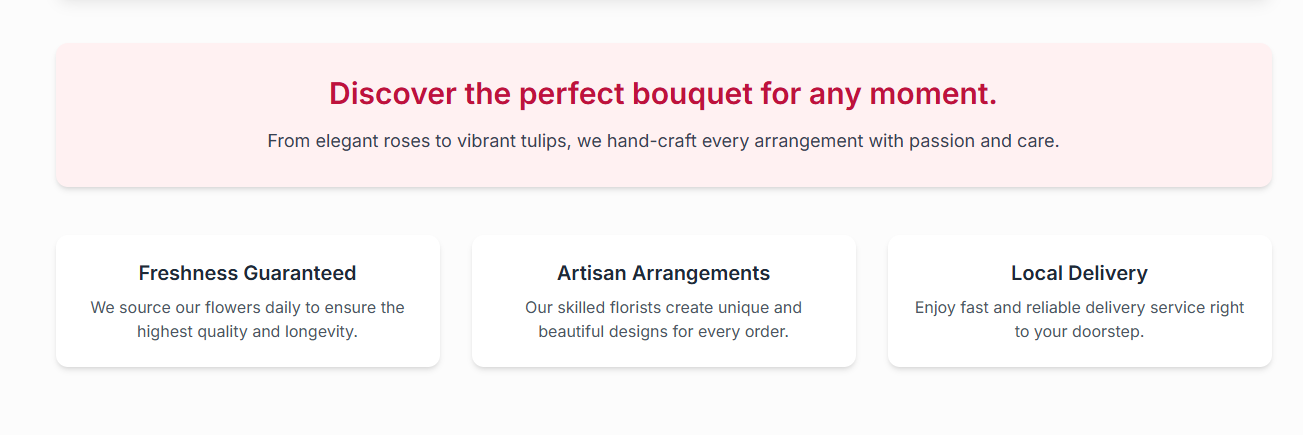 Discover the perfect bouquet for any moment.
From elegant roses to vibrant tulips, we hand-craft every arrangement with passion and care.
Freshness Guaranteed
We source our flowers daily to ensure the
highest quality and longevity.
Artisan Arrangements
Our skilled florists create unique and
beautiful designs for every order.
Local Delivery
Enjoy fast and reliable delivery service right
to your doorstep.